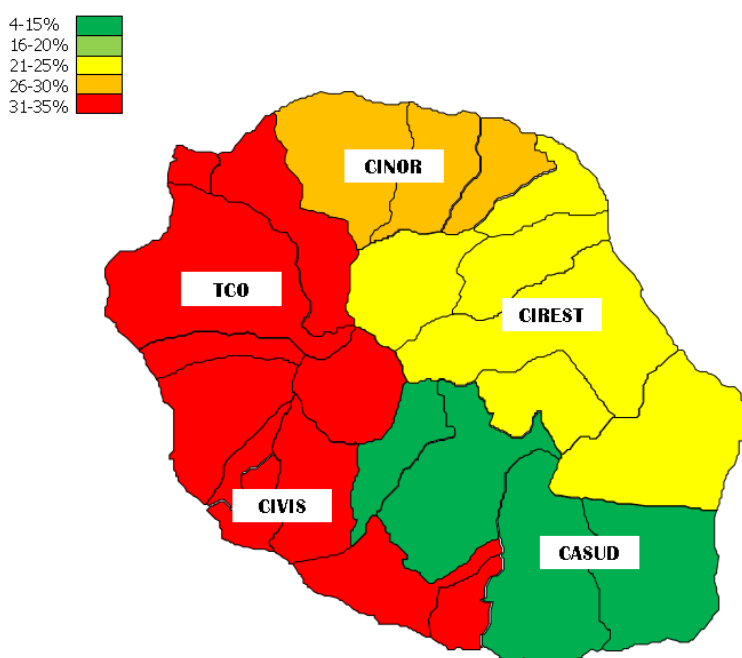 4-15%
16-20%
21-25%
26-30%
31-35%
CINOR
TCO
CIREST
CIVIS
CASUD